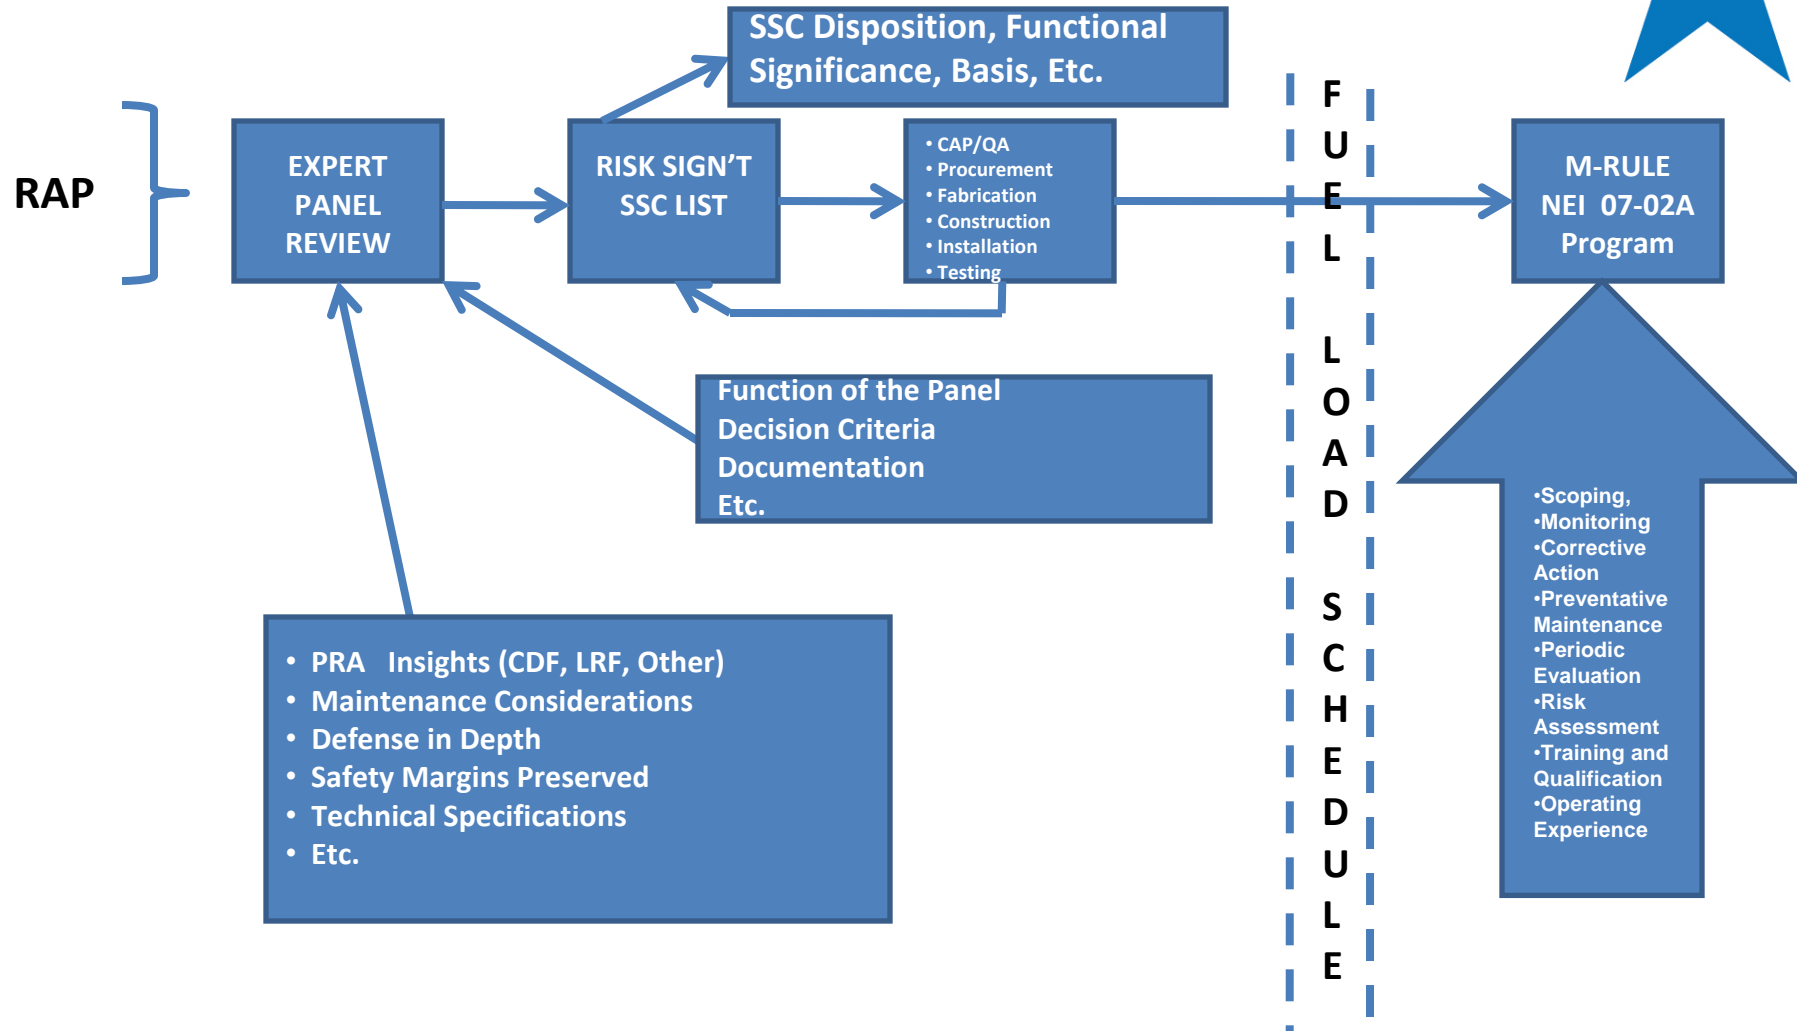 SSC Disposition, Functional
Significance, Basis, Etc.
RAP
EXPERT
PANEL
REVIEW
RISK SIGN’T
SSC LIST
• CAP/QA
• Procurement
• Fabrication
• Construction
• Installation
• Testing
FUEL LOAD SCHEDULE
M-RULE
NEI 07-02A
Program
Function of the Panel
Decision Criteria
Documentation
Etc.
• PRA Insights (CDF, LRF, Other)
• Maintenance Considerations
• Defense in Depth
• Safety Margins Preserved
• Technical Specifications
• Etc.
•Scoping,
•Monitoring
•Corrective
Action
•Preventative
Maintenance
•Periodic
Evaluation
•Risk
Assessment
•Training and
Qualification
•Operating
Experience